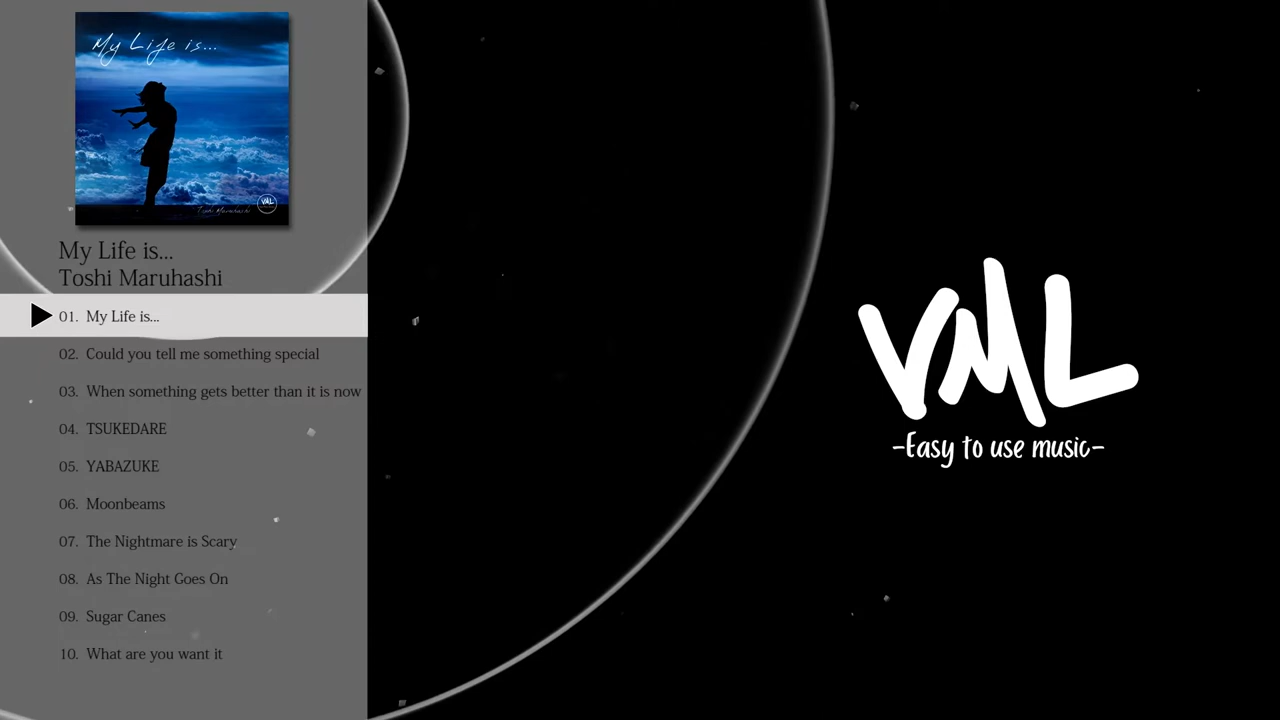 My Life is...
VML
Toshi Maruhashi
My Life is...
Toshi Maruhashi
01. My Life is...
02. Could you tell me something special
03. When something gets better than it is now
04. TSUKEDARE
05. YABAZUKE
06. Moonbeams
07. The Nightmare is Scary
08. As The Night Goes On
09. Sugar Canes
10. What are you want it
VML
-Easy to use music-